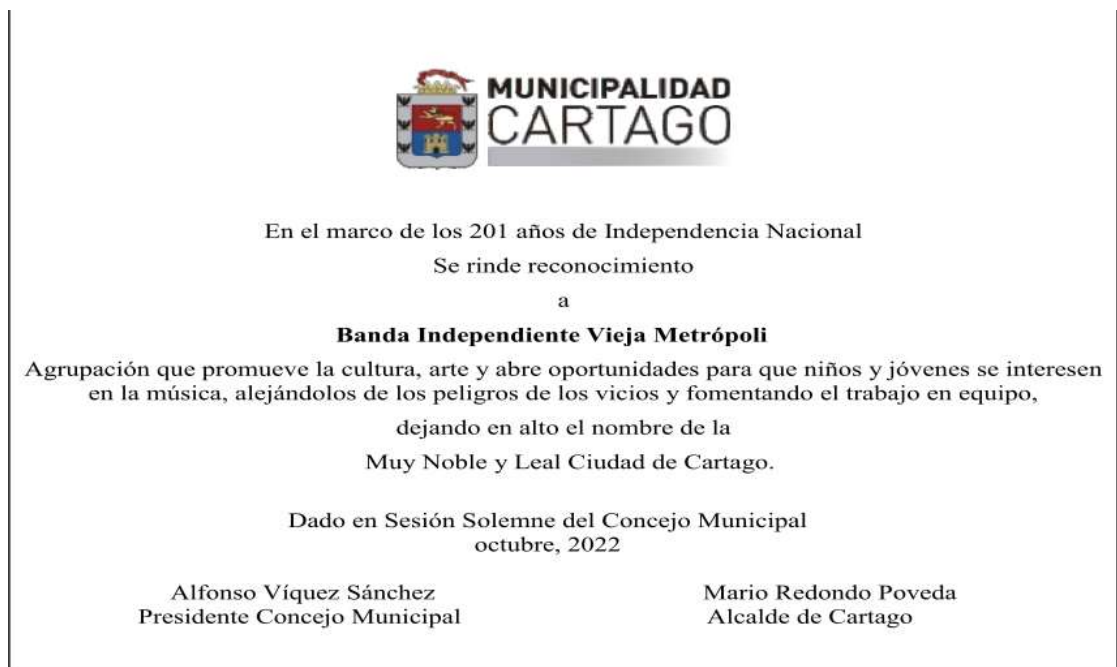 MUNICIPALIDAD
CARTAGO
En el marco de los 201 años de Independencia Nacional
Se rinde reconocimiento
a
Banda Independiente Vieja Metrópoli
Agrupación que promueve la cultura, arte y abre oportunidades para que niños y jóvenes se interesen
en la música, alejándolos de los peligros de los vicios y fomentando el trabajo en equipo,
dejando en alto el nombre de la
Muy Noble y Leal Ciudad de Cartago.
Dado en Sesión Solemne del Concejo Municipal
octubre, 2022
Alfonso Víquez Sánchez
Presidente Concejo Municipal
Mario Redondo Poveda
Alcalde de Cartago